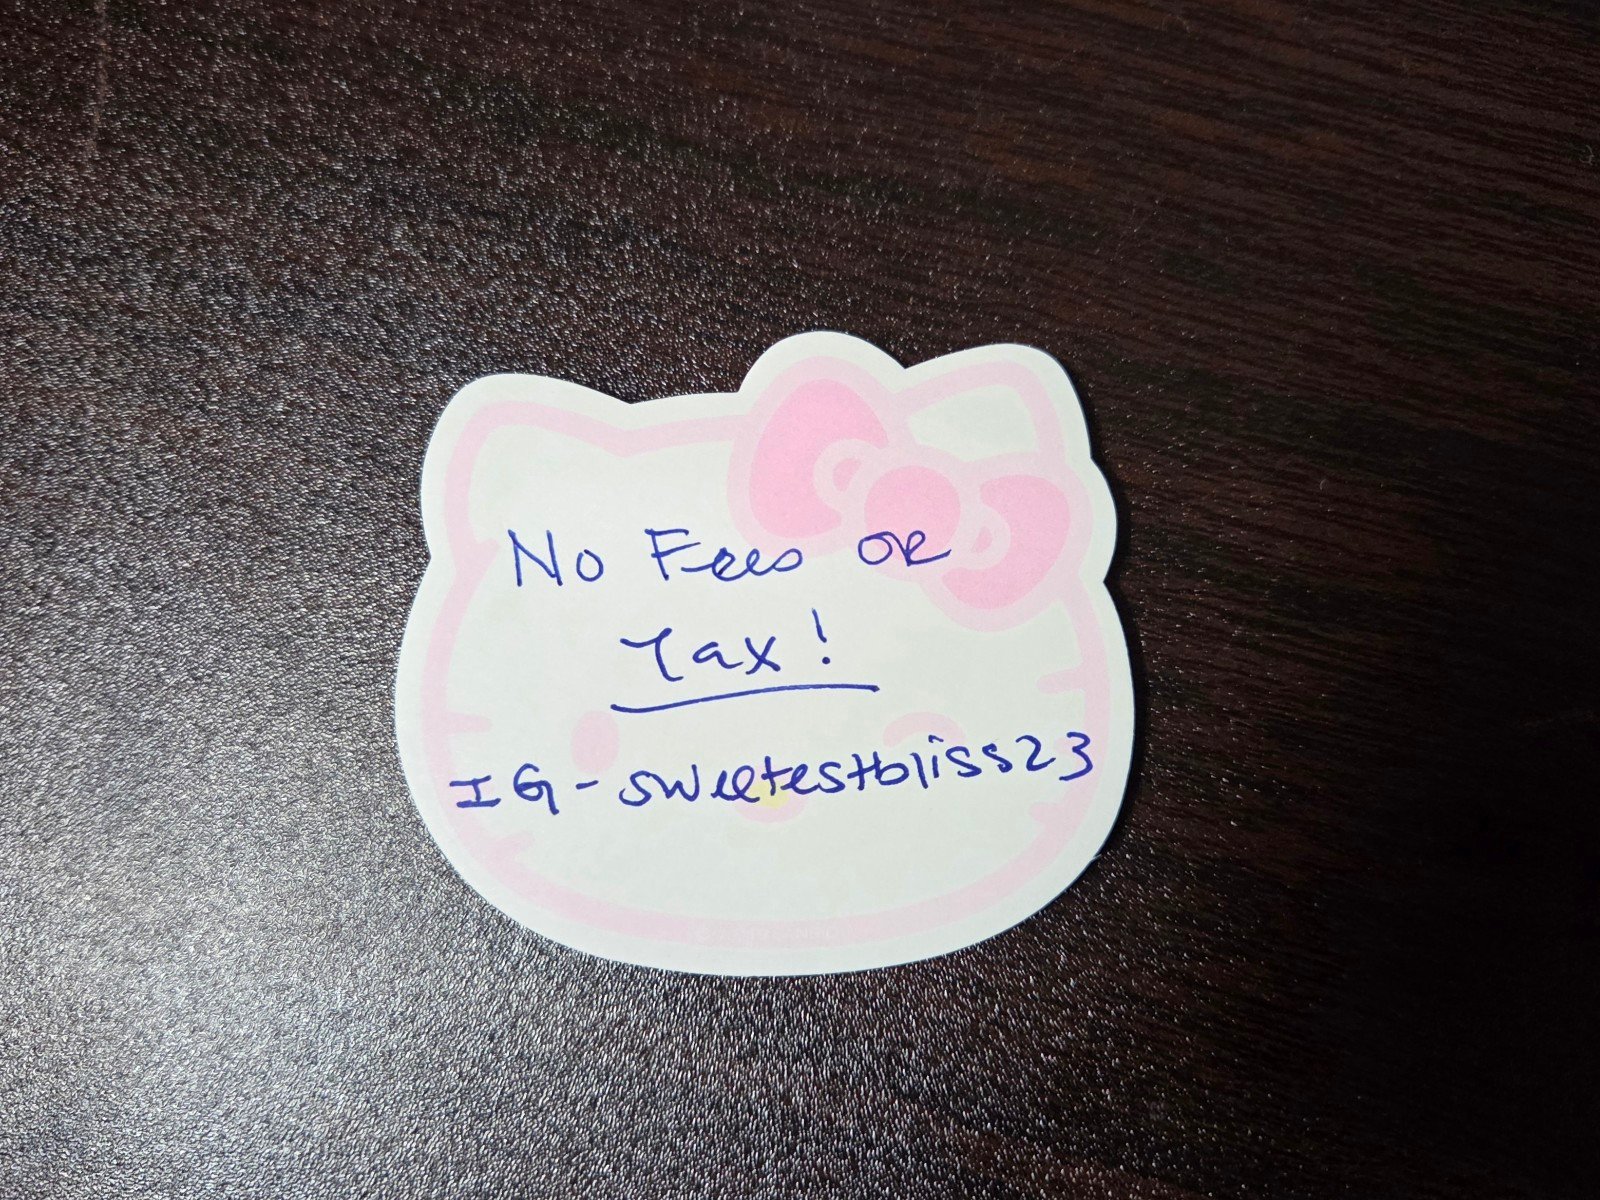 No Fees OR
Tax!
IG-sweetestbliss23